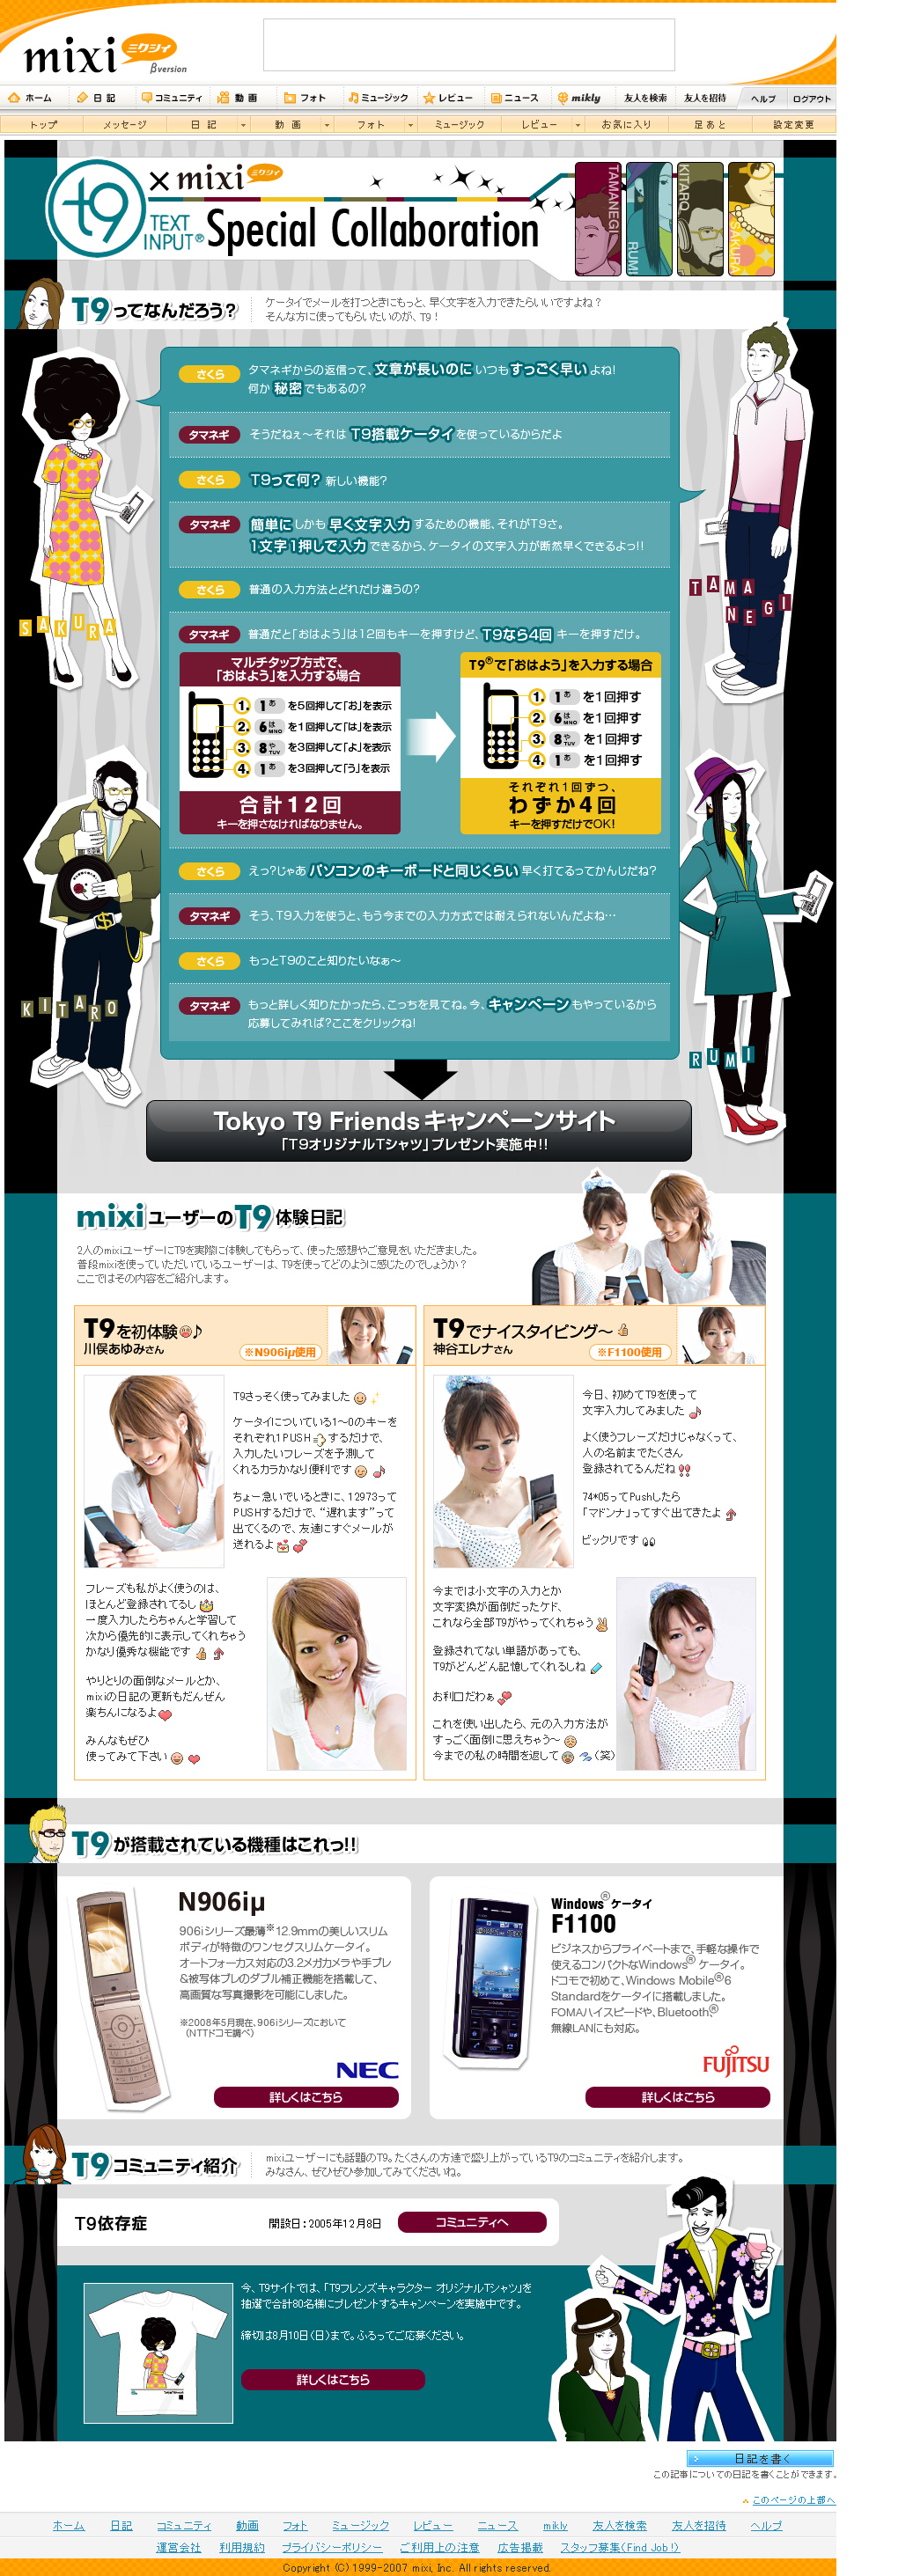 mixi ミクシィ
βversion
ホーム 日記 コミュニティ 動画 フォト ミュージック レビュー ニュース mikly 友人を検索 友人を招待 ヘルプ ログアウト
トップ メッセージ 日記 動画 フォト ミュージック レビュー お気に入り 足あと 設定変更
t9 TEXT INPUT® × mixi ミクシィ
Special Collaboration
TAMANEGI RUMI KITARO SAKURA
T9ってなんだろう?
ケータイでメールを打つときにもっと、早く文字を入力できたらいいですよね?
そんな方に使ってもらいたいのが、T9!
さくら タマネギからの返信って、文章が長いのにいつもすっごく早いよね!
何か秘密でもあるの?
タマネギ そうだねぇ〜それはT9搭載ケータイを使っているからだよ
さくら T9って何?新しい機能?
タマネギ 簡単にしかも早く文字入力するための機能、それがT9さ。
1文字1押しで入力できるから、ケータイの文字入力が断然早くできるよっ!!
さくら 普通の入力方法とどれだけ違うの?
タマネギ 普通だと「おはよう」は12回もキーを押すけど、T9なら4回キーを押すだけ。
マルチタップ方式で、
「おはよう」を入力する場合
1. 1あ を5回押して「お」を表示
2. 6は MNO を1回押して「は」を表示
3. 8や TUV を3回押して「よ」を表示
4. 1あ を3回押して「う」を表示
合計12回
キーを押さなければなりません。
T9®で「おはよう」を入力する場合
1. 1あ を1回押す
2. 6は MNO を1回押す
3. 8や TUV を1回押す
4. 1あ を1回押す
それぞれ1回ずつ、
わずか4回
キーを押すだけでOK!
さくら えっ?じゃあパソコンのキーボードと同じくらい早く打てるってかんじだね?
タマネギ そう、T9入力を使うと、もう今までの入力方式では耐えられないんだよね…
さくら もっとT9のこと知りたいなぁ〜
タマネギ もっと詳しく知りたかったら、こっちを見てね。今、キャンペーンもやっているから
応募してみれば?ここをクリックね!
SAKURA
TAMANEGI
KITARO
RUMI
Tokyo T9 Friendsキャンペーンサイト
「T9オリジナルTシャツ」プレゼント実施中!!
mixiユーザーのT9体験日記
2人のmixiユーザーにT9を実際に体験してもらって、使った感想やご意見をいただきました。
普段mixiを使っていただいているユーザーは、T9を使ってどのように感じたのでしょうか?
ここではその内容をご紹介します。
T9を初体験♪
川俣あゆみさん ※N906iμ使用
T9さっそく使ってみました
ケータイについている1〜0のキーを
それぞれ1PUSHするだけで、
入力したいフレーズを予測して
くれるカラかなり便利です
ちょー急いでいるときに、12973って
PUSHするだけで、“遅れます”って
出てくるので、友達にすぐメールが
送れるよ
フレーズも私がよく使うのは、
ほとんど登録されてるし
一度入力したらちゃんと学習して
次から優先的に表示してくれちゃう
かなり優秀な機能です
やりとりの面倒なメールとか、
mixiの日記の更新もだんぜん
楽ちんになるよ
みんなもぜひ
使ってみて下さい
T9でナイスタイピング〜
神谷エレナさん ※F1100使用
今日、初めてT9を使って
文字入力してみました
よく使うフレーズだけじゃなくって、
人の名前までたくさん
登録されてるんだね
74*05ってPushしたら
「マドンナ」ってすぐ出てきたよ
ビックリです
今までは小文字の入力とか
文字変換が面倒だったケド、
これなら全部T9がやってくれちゃう
登録されてない単語があっても、
T9がどんどん記憶してくれるしね
お利口だわぁ
これを使い出したら、元の入力方法が
すっごく面倒に思えちゃう〜
今までの私の時間を返して(笑)
T9が搭載されている機種はこれっ!!
N906iμ
906iシリーズ最薄※12.9mmの美しいスリム
ボディが特徴のワンセグスリムケータイ。
オートフォーカス対応の3.2メガカメラや手ブレ
&被写体ブレのダブル補正機能を搭載して、
高画質な写真撮影を可能にしました。
※2008年5月現在、906iシリーズにおいて
(NTTドコモ調べ)
NEC
詳しくはこちら
Windows®ケータイ
F1100
ビジネスからプライベートまで、手軽な操作で
使えるコンパクトなWindows®ケータイ。
ドコモで初めて、Windows Mobile®6
Standardをケータイに搭載しました。
FOMAハイスピードや、Bluetooth®、
無線LANにも対応。
FUJITSU
詳しくはこちら
T9コミュニティ紹介
mixiユーザーにも話題のT9。たくさんの方達で盛り上がっているT9のコミュニティを紹介します。
みなさん、ぜひぜひ参加してみてくださいね。
T9依存症 開設日:2005年12月8日 コミュニティへ
今、T9サイトでは、「T9フレンズキャラクター オリジナルTシャツ」を
抽選で合計80名様にプレゼントするキャンペーンを実施中です。
締切は8月10日(日)まで。ふるってご応募ください。
詳しくはこちら
日記を書く
この記事についての日記を書くことができます。
このページの上部へ
ホーム 日記 コミュニティ 動画 フォト ミュージック レビュー ニュース mikly 友人を検索 友人を招待 ヘルプ
運営会社 利用規約 プライバシーポリシー ご利用上の注意 広告掲載 スタッフ募集(Find Job!)
Copyright (C) 1999-2007 mixi, Inc. All rights reserved.